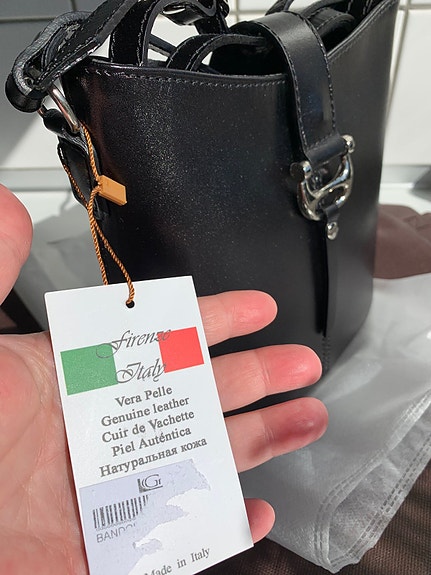 Firenze
Italy
Vera Pelle
Genuine leather
Cuir de Vachette
Piel Auténtica
Натуральная кожа
Made in Italy